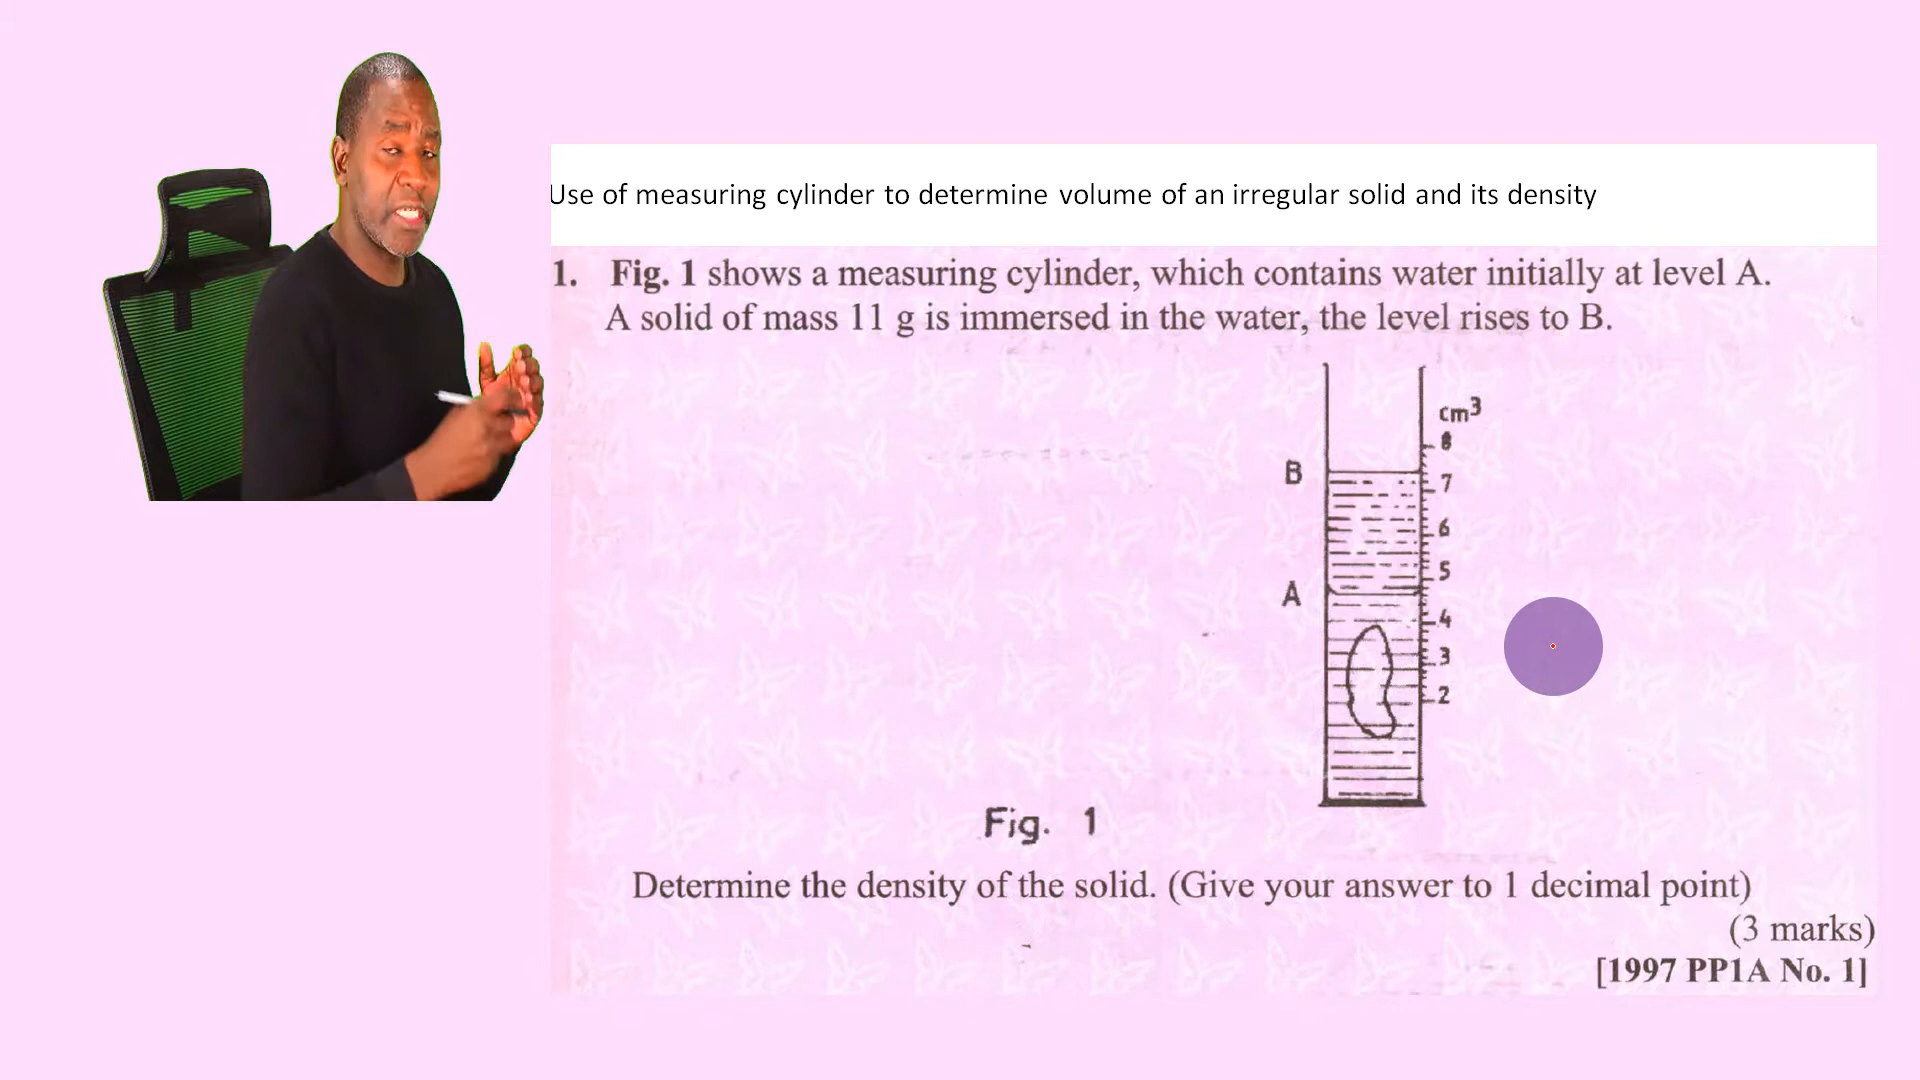 Use of measuring cylinder to determine volume of an irregular solid and its density
1. Fig. 1 shows a measuring cylinder, which contains water initially at level A.
A solid of mass 11 g is immersed in the water, the level rises to B.
cm³
8
B
7
6
5
A
4
3
2
Fig. 1
Determine the density of the solid. (Give your answer to 1 decimal point)
(3 marks)
[1997 PP1A No. 1]